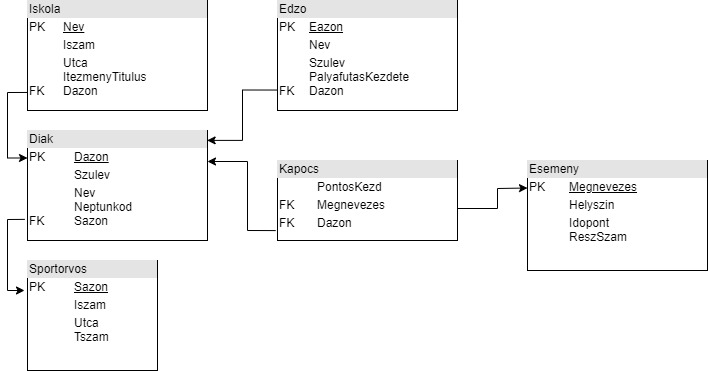 Iskola
PK Nev
Iszam
Utca
ItezmenyTitulus
FK Dazon
Edzo
PK Eazon
Nev
Szulev
PalyafutasKezdete
FK Dazon
Diak
PK Dazon
Szulev
Nev
Neptunkod
FK Sazon
Kapocs
PontosKezd
FK Megnevezes
FK Dazon
Esemeny
PK Megnevezes
Helyszin
Idopont
ReszSzam
Sportorvos
PK Sazon
Iszam
Utca
Tszam